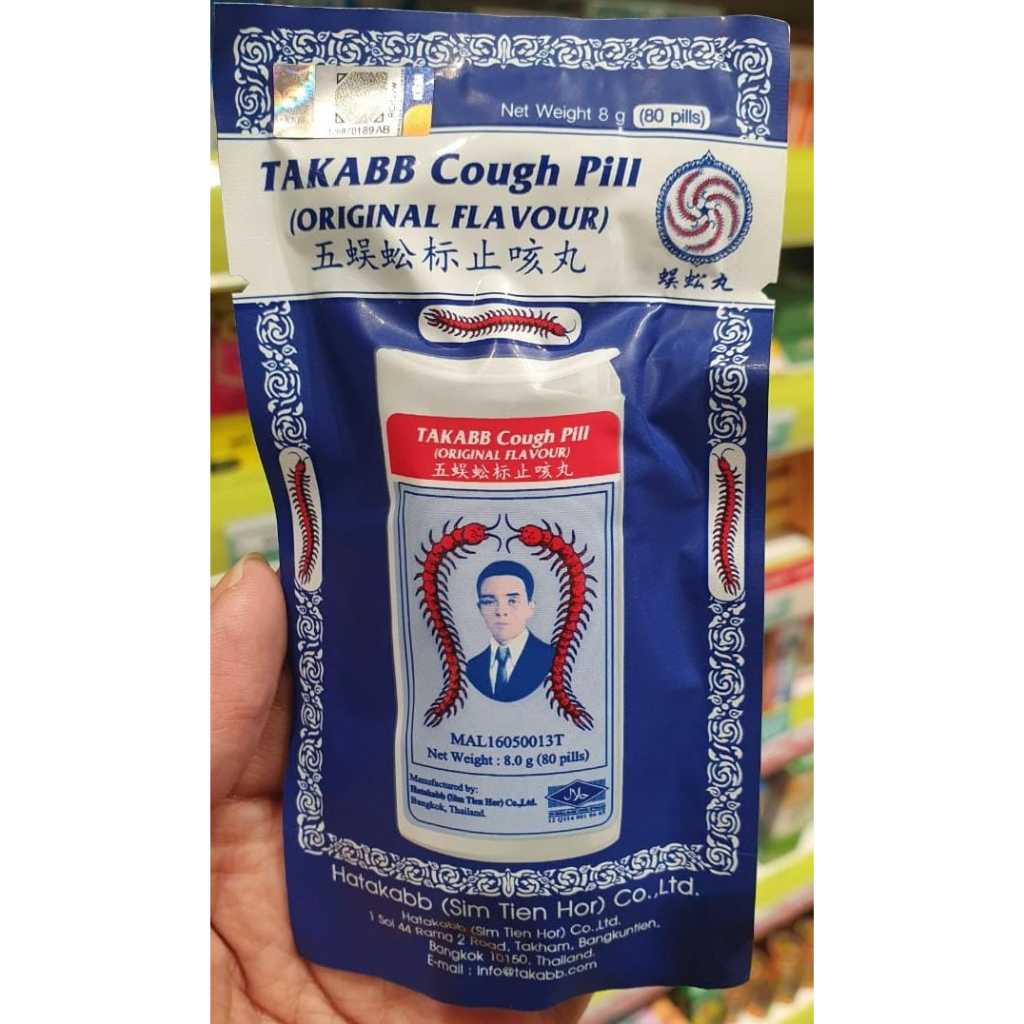 Net Weight 8 g (80 pills)
TAKABB Cough Pill
(ORIGINAL FLAVOUR)
五蜈蚣标止咳丸
蜈蚣丸
TAKABB Cough Pill
(ORIGINAL FLAVOUR)
五蜈蚣标止咳丸
MAL16050013T
Net Weight : 8.0 g (80 pills)
Manufactured by:
Hatakabb (Sim Tien Hor) Co.,Ltd.
Bangkok, Thailand.
Hatakabb (Sim Tien Hor) Co.,Ltd.
Hatakabb (Sim Tien Hor) Co.,Ltd.
1 Soi 44 Rama 2 Road, Takham, Bangkuntien,
Bangkok 10150, Thailand.
E-mail : info@takabb.com